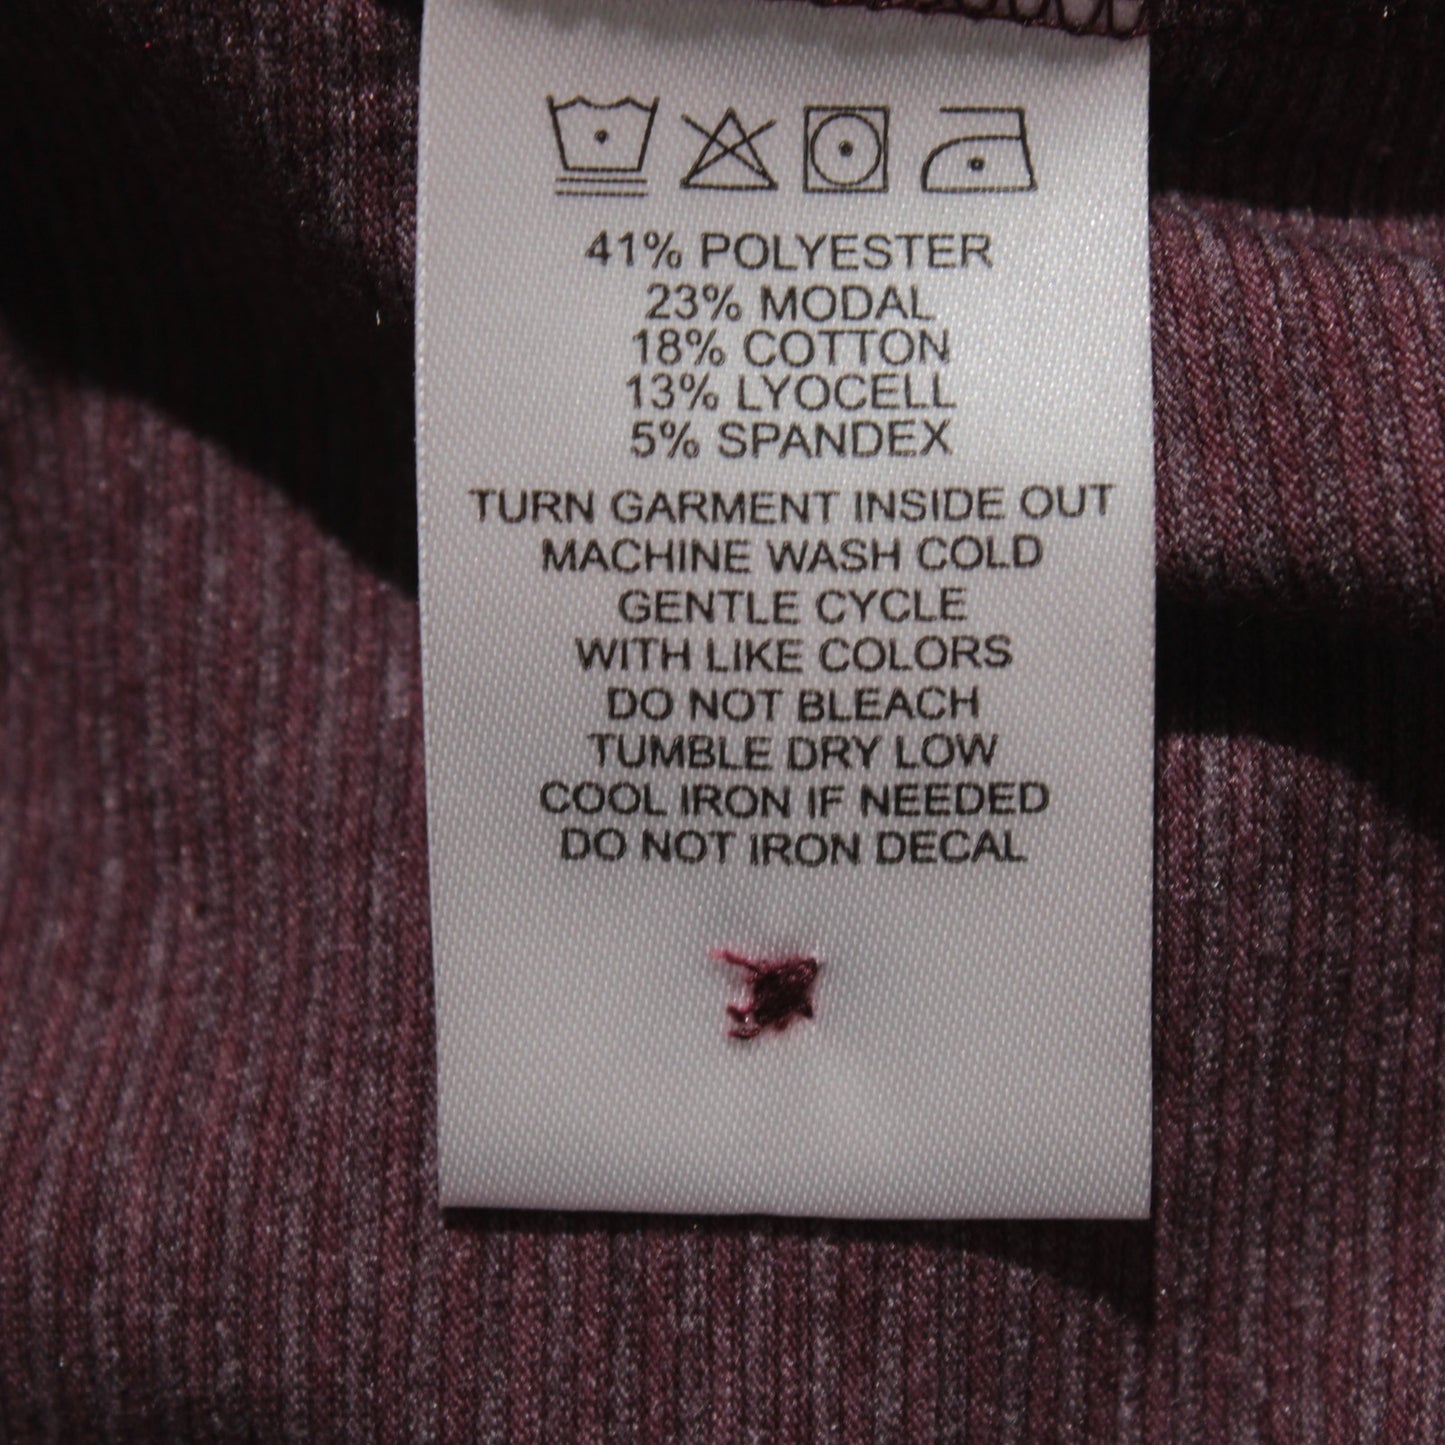 41% POLYESTER
23% MODAL
18% COTTON
13% LYOCELL
5% SPANDEX
TURN GARMENT INSIDE OUT
MACHINE WASH COLD
GENTLE CYCLE
WITH LIKE COLORS
DO NOT BLEACH
TUMBLE DRY LOW
COOL IRON IF NEEDED
DO NOT IRON DECAL